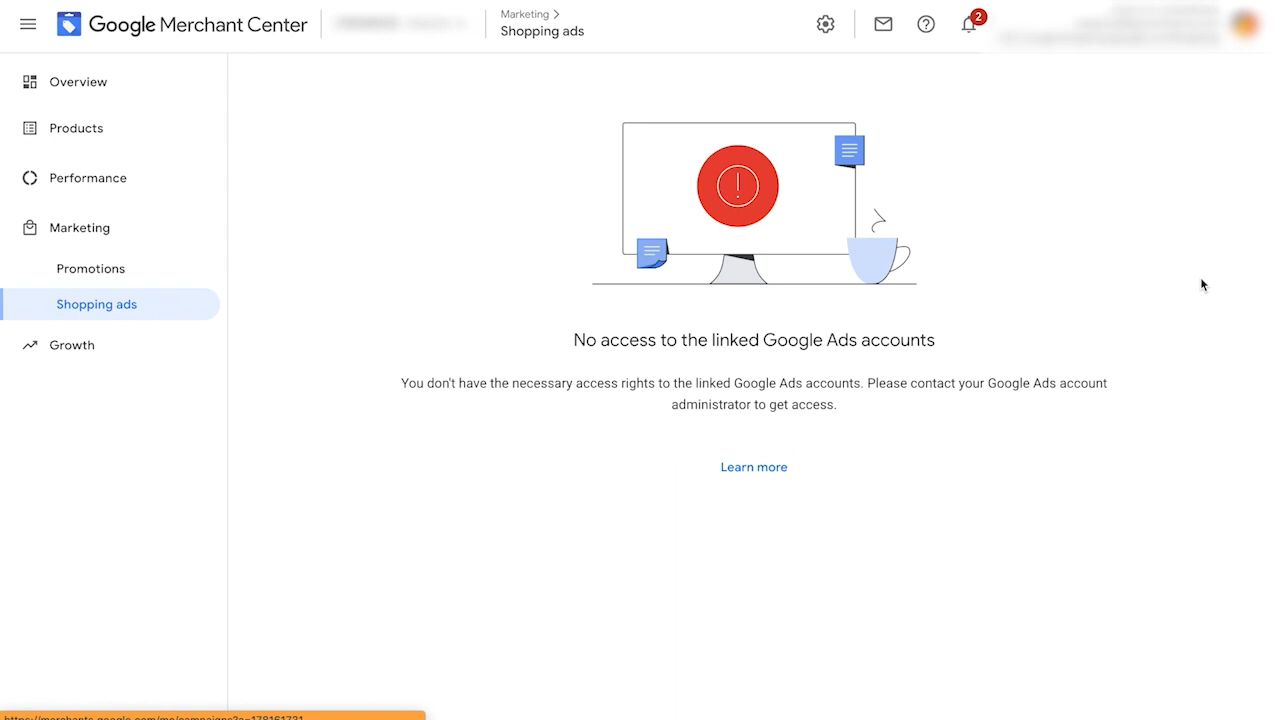 Google Merchant Center
Marketing
Shopping ads
2
Overview
Products
Performance
Marketing
Promotions
Shopping ads
Growth
No access to the linked Google Ads accounts
You don't have the necessary access rights to the linked Google Ads accounts. Please contact your Google Ads account
administrator to get access.
Learn more